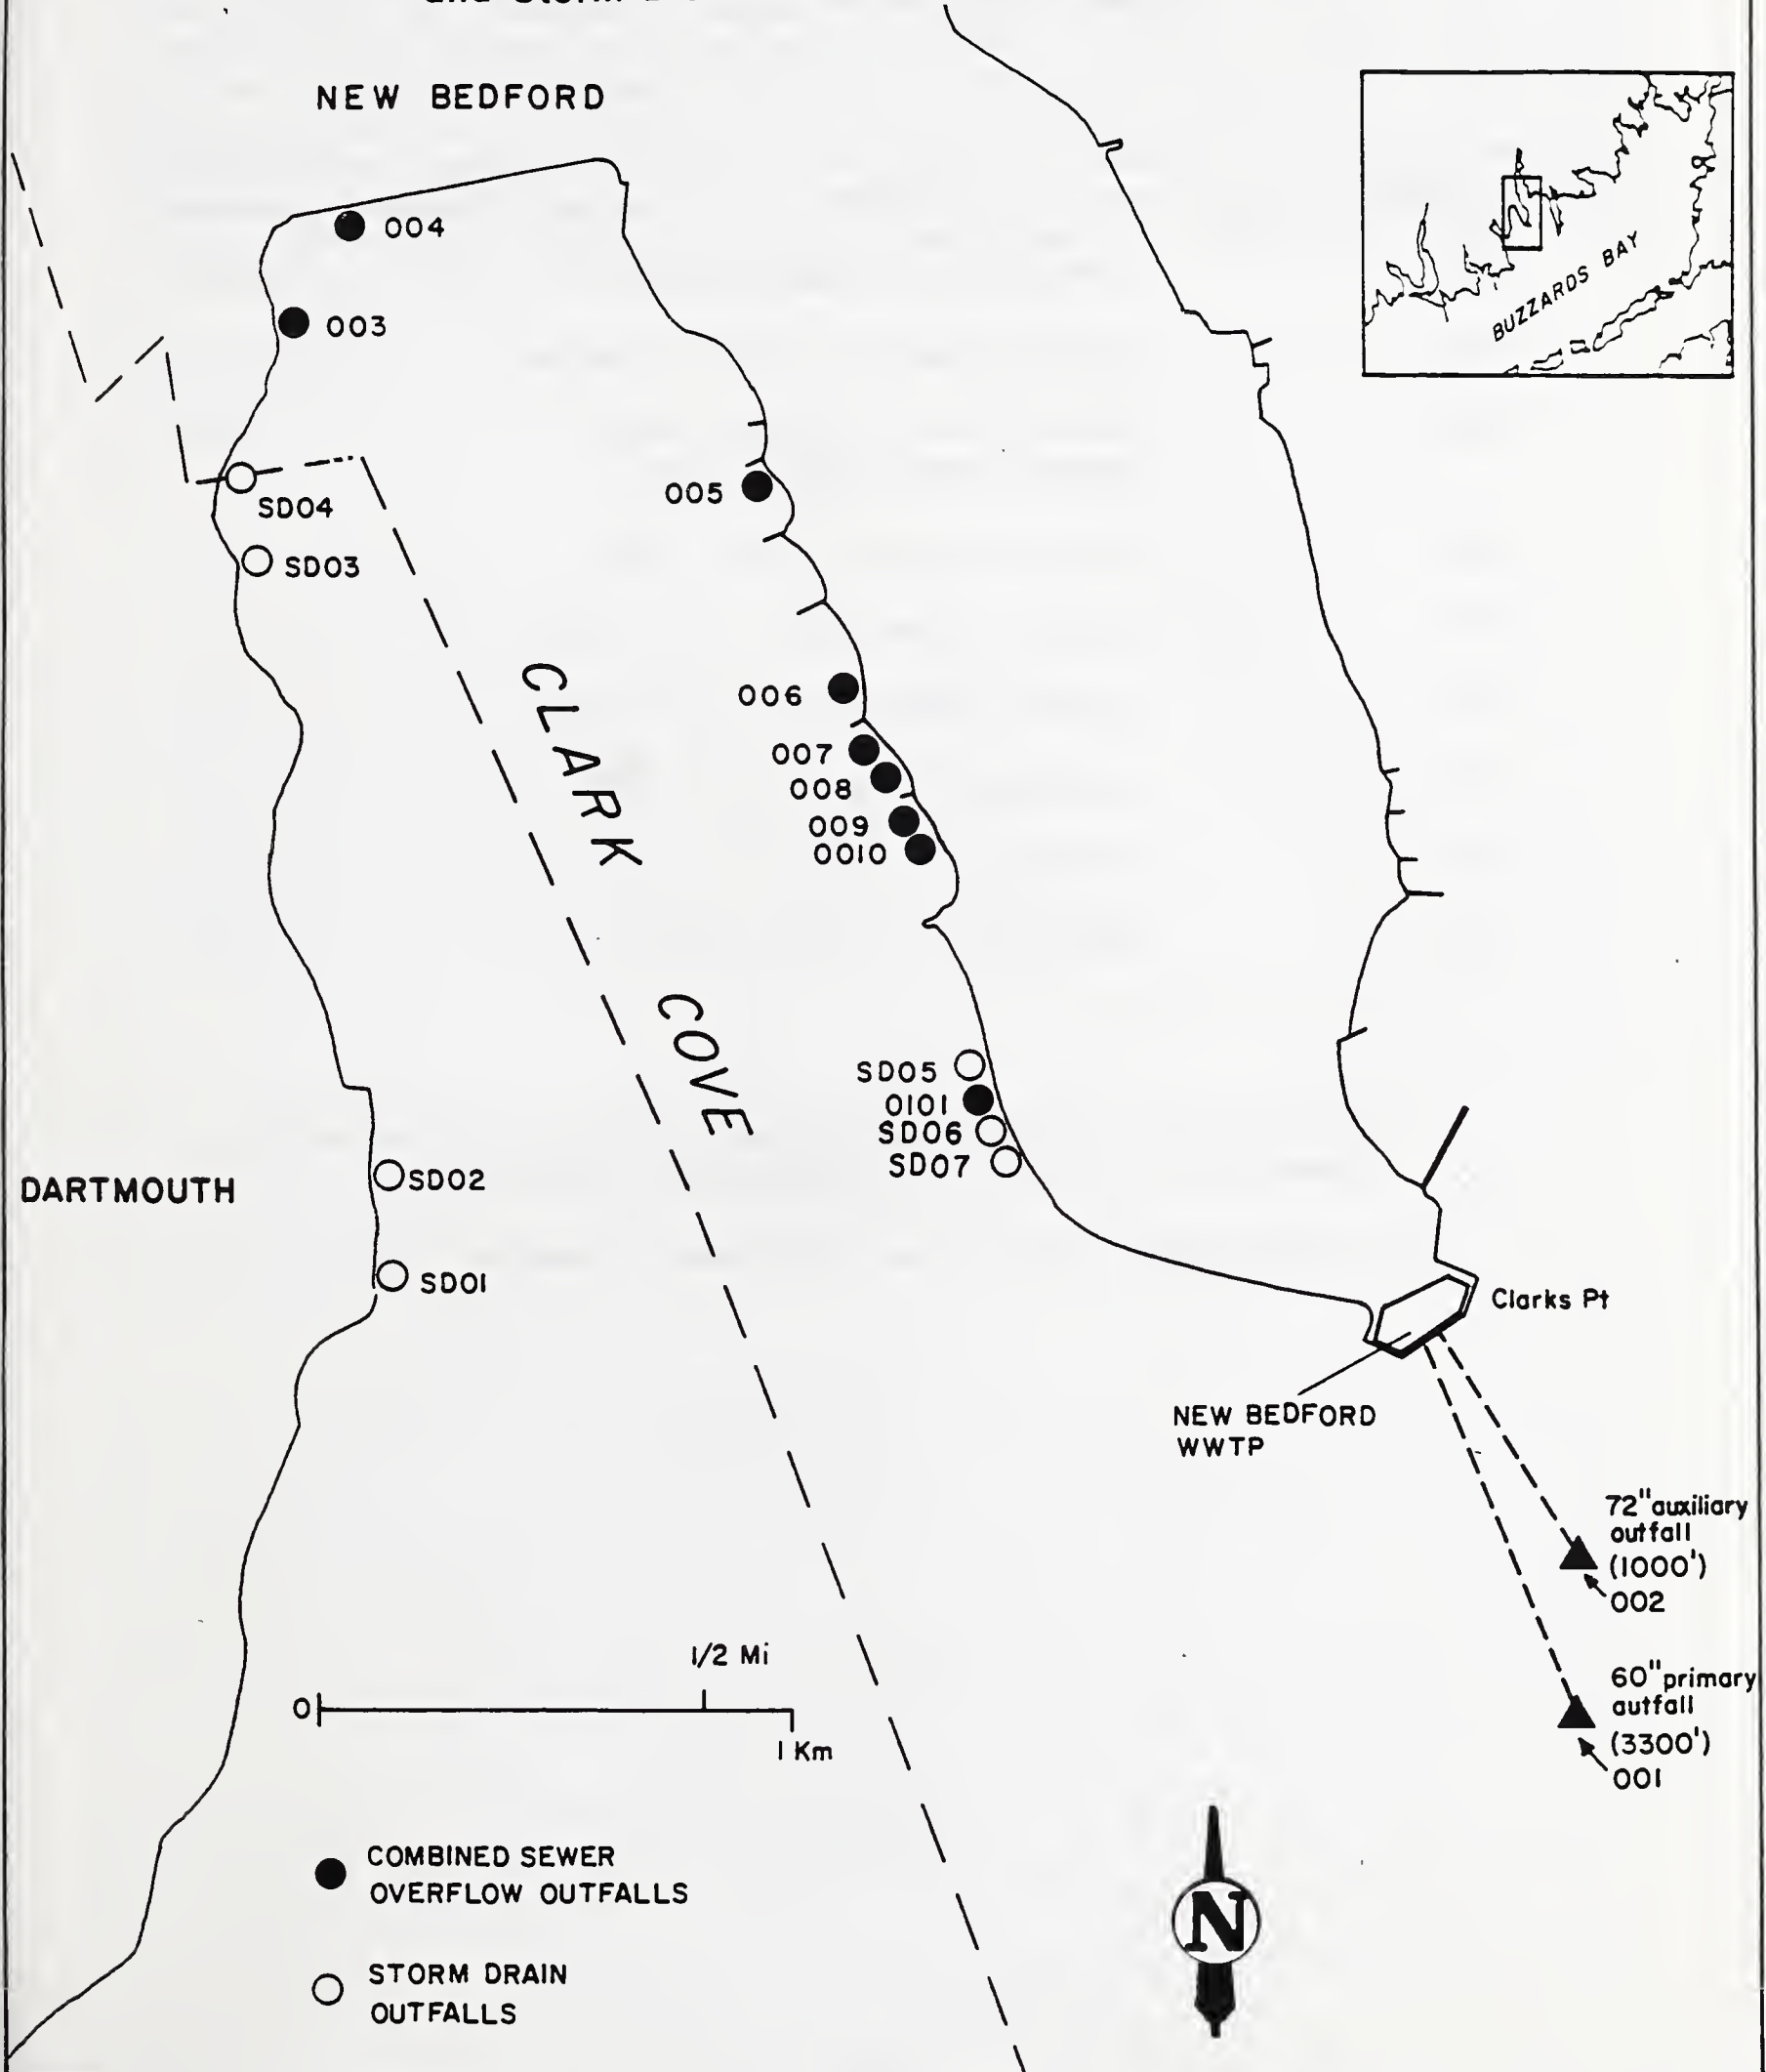 NEW BEDFORD
004
003
SD04
SD03
005
006
007
008
009
0010
CLARK
COVE
SD05
0101
SD06
SD07
SD02
SD01
DARTMOUTH
BUZZARDS BAY
Clarks Pt
NEW BEDFORD
WWTP
72" auxiliary
outfall
(1000')
002
60" primary
autfall
(3300')
001
1/2 Mi
0
1 Km
COMBINED SEWER
OVERFLOW OUTFALLS
STORM DRAIN
OUTFALLS
N